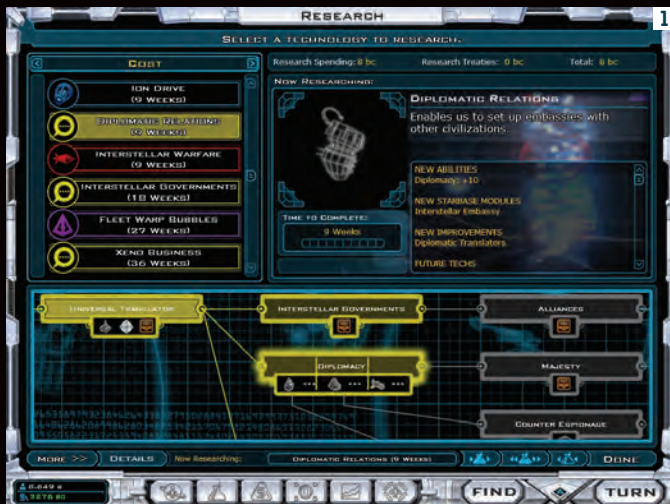 RESEARCH
1
SELECT A TECHNOLOGY TO RESEARCH.
COST
Research Spending: 8 bc Research Treaties: 0 bc Total: 8 bc
ION DRIVE
(9 WEEKS)
DIPLOMATIC RELATIONS
(9 WEEKS)
INTERSTELLAR WARFARE
(9 WEEKS)
INTERSTELLAR GOVERNMENTS
(18 WEEKS)
FLEET WARP BUBBLES
(27 WEEKS)
XENO BUSINESS
(36 WEEKS)
NOW RESEARCHING:
DIPLOMATIC RELATIONS
Enables us to set up embassies with
other civilizations
NEW ABILITIES
Diplomacy: +10
NEW STARBASE MODULES
Interstellar Embassy
NEW IMPROVEMENTS
Diplomatic Translaters
FUTURE TECHS
TIME TO COMPLETE:
9 Weeks
UNIVERSAL TRANSLATOR
INTERSTELLAR GOVERNMENTS
ALLIANCES
DIPLOMACY
MAJESTY
COUNTER ESPIONAGE
MORE >>
DETAILS
Now Researching:
DIPLOMATIC RELATIONS (9 WEEKS)
DONE
FIND
TURN